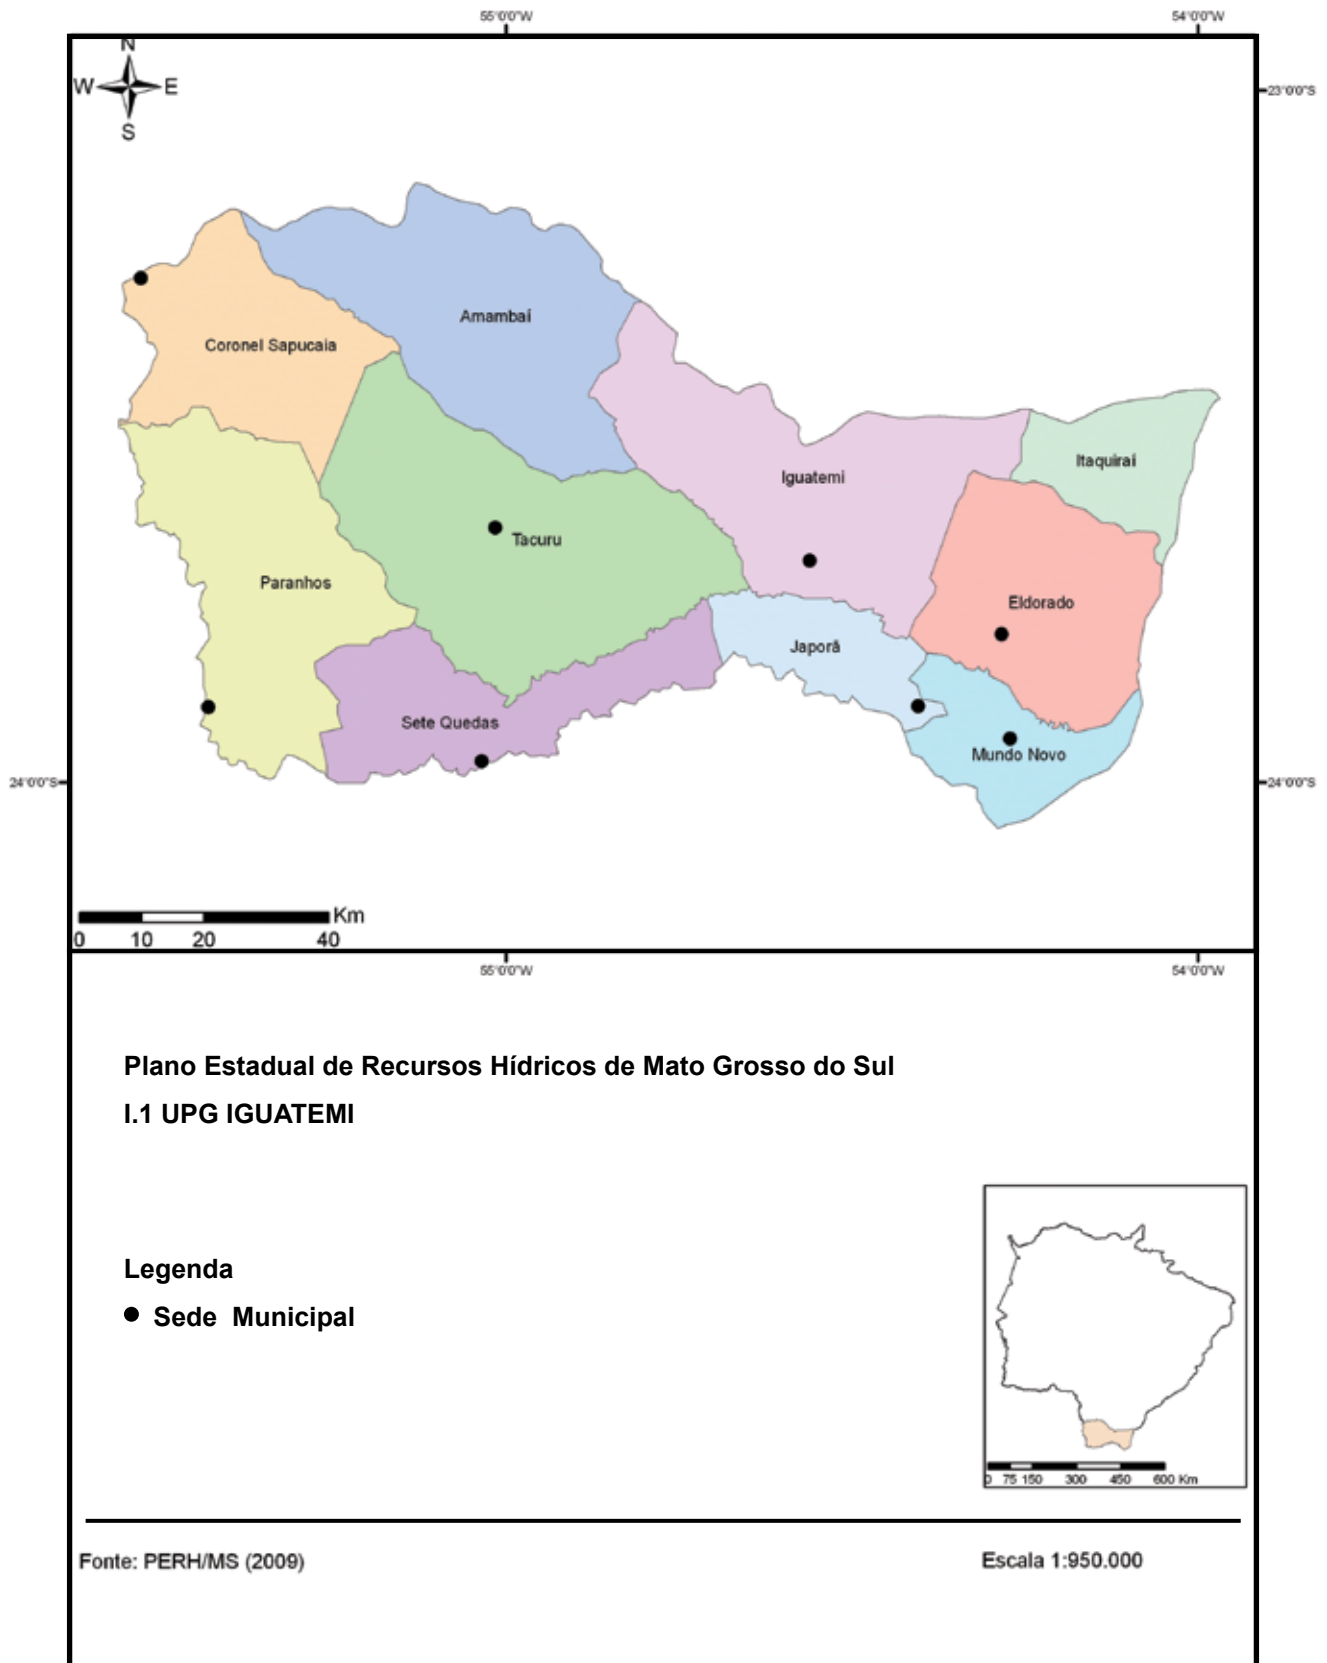 55°0'0"W 54°0'0"W
N
W E
S
23°0'0"S
Amambaí
Coronel Sapucaia
Itaquiraí
Iguatemi
Tacuru
Paranhos
Eldorado
Japorã
Sete Quedas
Mundo Novo
24°0'0"S 24°0'0"S
Km
0 10 20 40
55°0'0"W 54°0'0"W
Plano Estadual de Recursos Hídricos de Mato Grosso do Sul
I.1 UPG IGUATEMI
Legenda
Sede Municipal
0 75 150 300 450 600 Km
Fonte: PERH/MS (2009) Escala 1:950.000